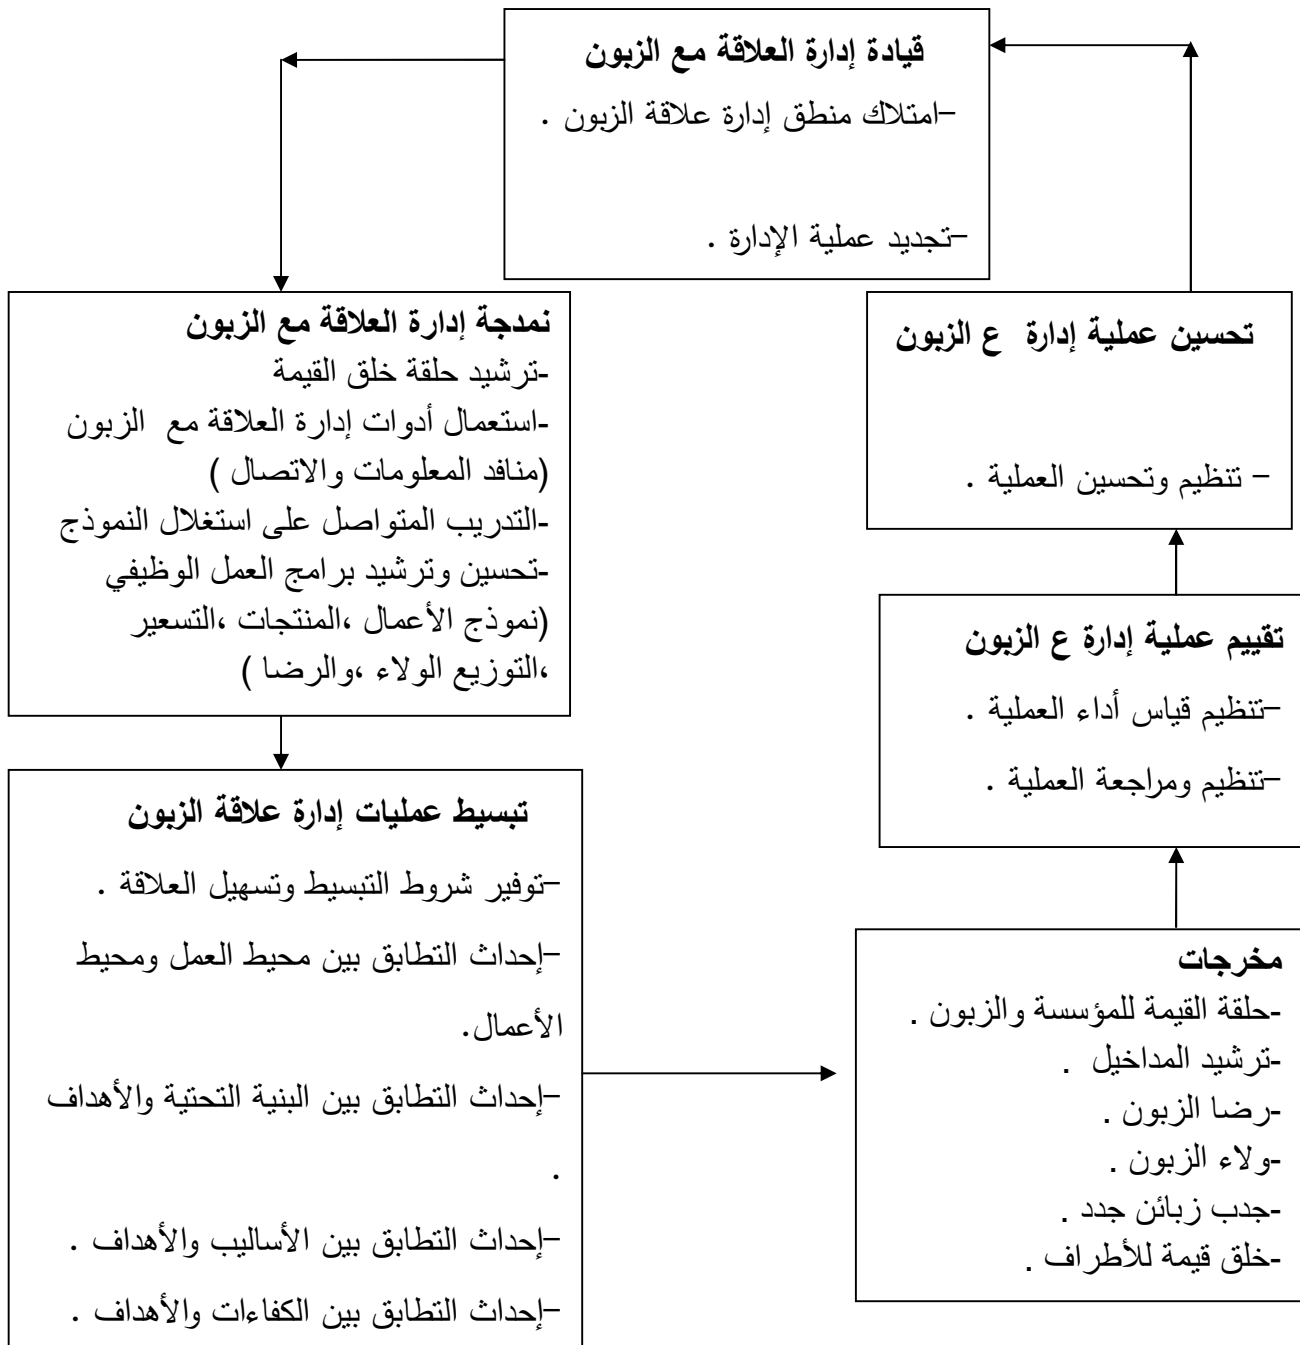 قيادة إدارة العلاقة مع الزبون
–امتلاك منطق إدارة علاقة الزبون .
–تجديد عملية الإدارة .
نمدجة إدارة العلاقة مع الزبون
-ترشيد حلقة خلق القيمة
-استعمال أدوات إدارة العلاقة مع الزبون
(منافد المعلومات والاتصال )
-التدريب المتواصل على استغلال النموذج
-تحسين وترشيد برامج العمل الوظيفي
(نموذج الأعمال ،المنتجات ،التسعير
،التوزيع الولاء ،والرضا )
تبسيط عمليات إدارة علاقة الزبون
–توفير شروط التبسيط وتسهيل العلاقة .
–إحداث التطابق بين محيط العمل ومحيط
الأعمال.
–إحداث التطابق بين البنية التحتية والأهداف
.
–إحداث التطابق بين الأساليب والأهداف .
–إحداث التطابق بين الكفاءات والأهداف .
مخرجات
-حلقة القيمة للمؤسسة والزبون .
-ترشيد المداخيل .
-رضا الزبون .
-ولاء الزبون .
-جدب زبائن جدد .
-خلق قيمة للأطراف .
تقييم عملية إدارة ع الزبون
–تنظيم قياس أداء العملية .
–تنظيم ومراجعة العملية .
تحسين عملية إدارة ع الزبون
– تنظيم وتحسين العملية .